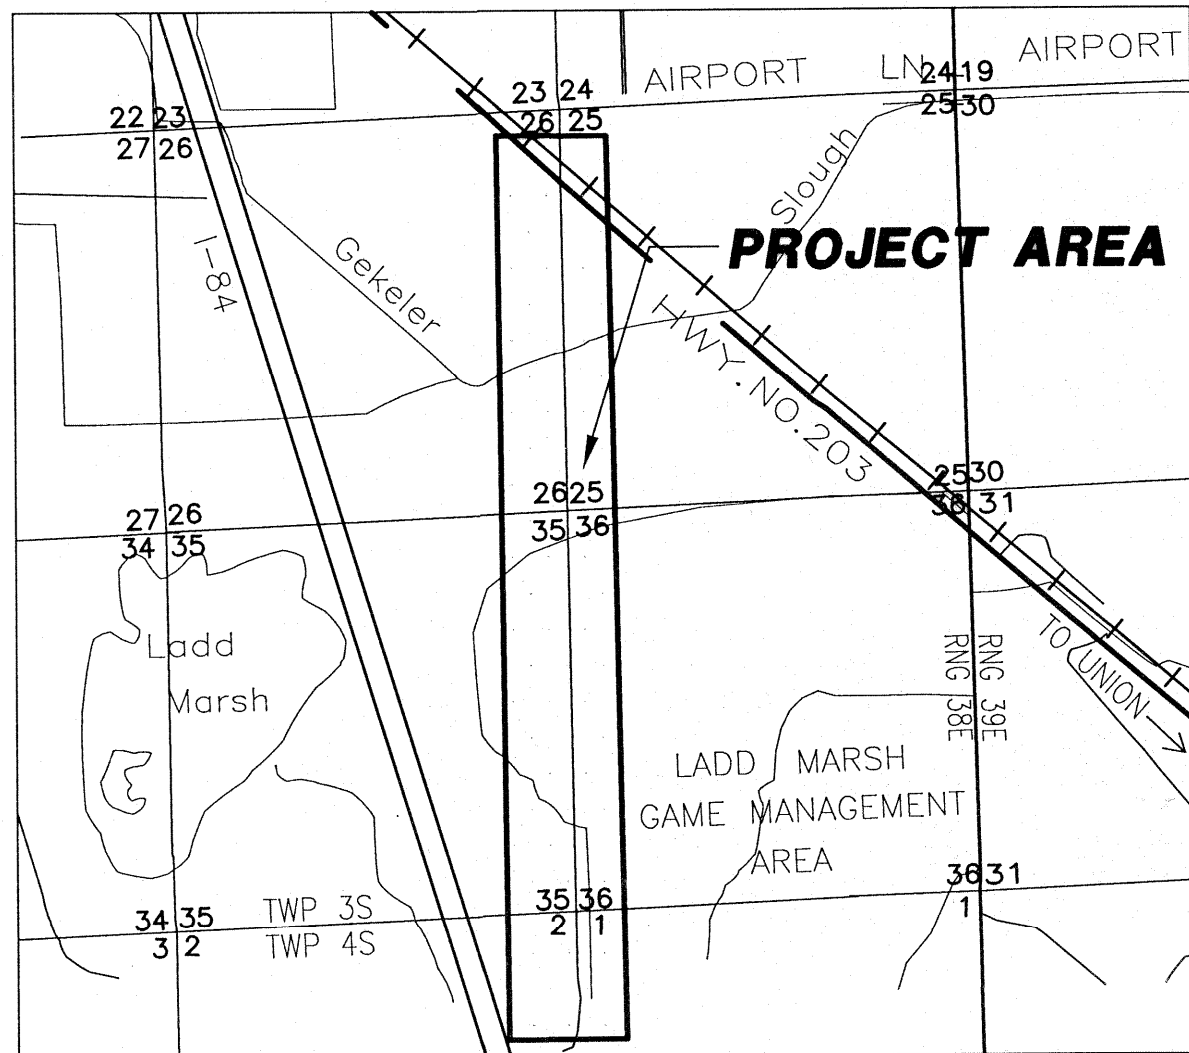 AIRPORT LN.
AIRPORT
23 24
26 25
24 19
25 30
22 23
27 26
Slough
PROJECT AREA
I-84
Gekeler
HWY. NO. 203
26 25
35 36
25 30
36 31
27 26
34 35
Ladd
Marsh
RNG 38E
RNG 39E
TO UNION
LADD MARSH
GAME MANAGEMENT
AREA
36 31
1
35 36
2 1
34 35
3 2
TWP 3S
TWP 4S